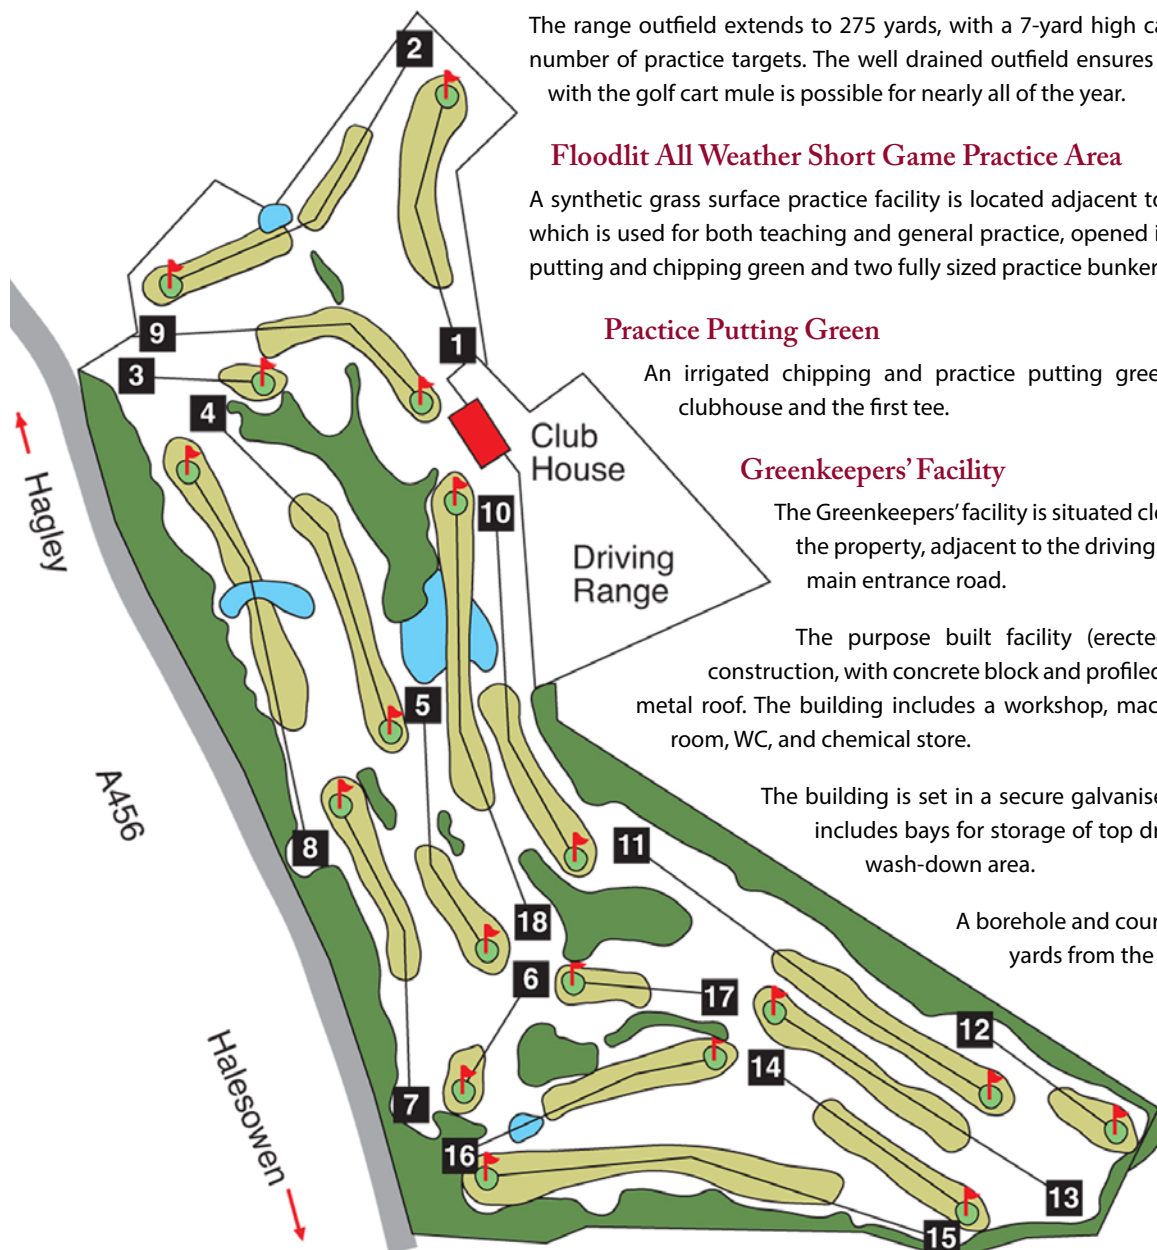 The range outfield extends to 275 yards, with a 7-yard high
number of practice targets. The well drained outfield ensures
with the golf cart mule is possible for nearly all of the year.
Floodlit All Weather Short Game Practice Area
A synthetic grass surface practice facility is located adjacent to
which is used for both teaching and general practice, opened
putting and chipping green and two fully sized practice bunker
Practice Putting Green
An irrigated chipping and practice putting
clubhouse and the first tee.
Greenkeepers' Facility
The Greenkeepers' facility is situated
the property, adjacent to the driving
main entrance road.
The purpose built facility
construction, with concrete block and profiled
metal roof. The building includes a workshop,
room, WC, and chemical store.
The building is set in a secure
includes bays for storage of top
wash-down area.
A borehole and
yards from the
2
9
1
3
4
Club
House
10
Hagley
Driving
Range
5
A456
8
11
18
6
17
12
14
Halesowen
7
16
13
15